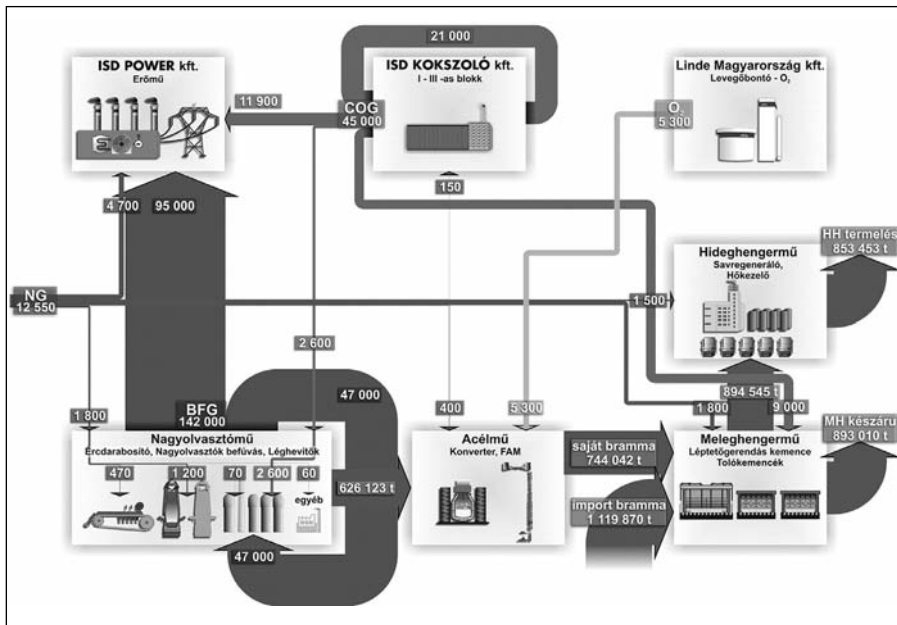 21 000
ISD POWER kft.
Erőmű
ISD KOKSZOLÓ kft.
I - III -as blokk
Linde Magyarország kft.
Levegőbontó - O₂
11 900
COG
45 000
O₂
5 300
150
4 700
95 000
Hideghengermű
Savregeneráló,
Hőkezelő
HH termelés
853 453 t
NG
12 550
1 500
2 600
47 000
894 545 t
1 800
BFG
142 000
400
5 300
1 800
9 000
Nagyolvasztómű
Ércdarabosító, Nagyolvasztók befúvás, Léghevítők
470
1 200
70
2 600
60
egyéb
626 123 t
47 000
Acélmű
Konverter, FAM
saját bramma
744 042 t
import bramma
1 119 870 t
Meleghengermű
Léptetőgerendás kemence
Tolókemencék
MH készáru
893 010 t